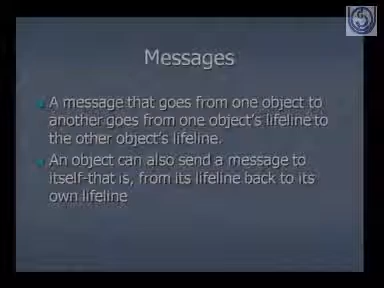 Messages
A message that goes from one object to
another goes from one object's lifeline to
the other object's lifeline.
An object can also send a message to
itself-that is, from its lifeline back to its
own lifeline